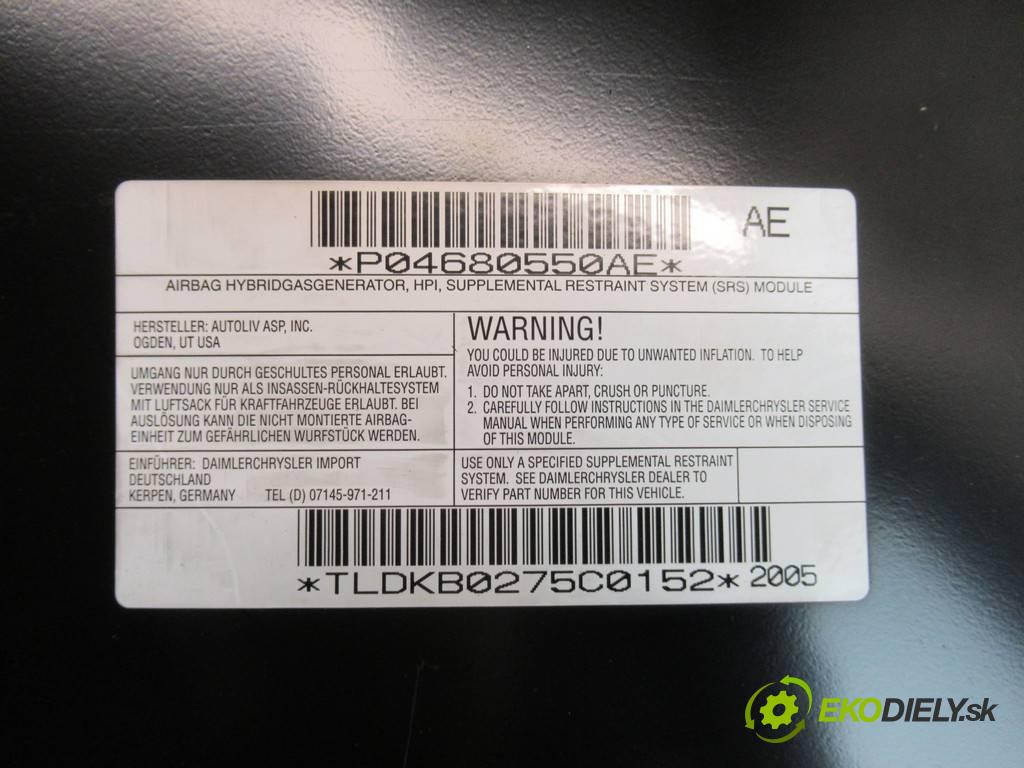 AE
*P04680550AE*
AIRBAG HYBRIDGASGENERATOR, HPI, SUPPLEMENTAL RESTRAINT SYSTEM (SRS) MODULE
HERSTELLER: AUTOLIV ASP, INC.
OGDEN, UT USA
UMGANG NUR DURCH GESCHULTES PERSONAL ERLAUBT.
VERWENDUNG NUR ALS INSASSEN-RÜCKHALTESYSTEM
MIT LUFTSACK FÜR KRAFTFAHRZEUGE ERLAUBT. BEI
AUSLÖSUNG KANN DIE NICHT MONTIERTE AIRBAG-
EINHEIT ZUM GEFÄHRLICHEN WURFSTÜCK WERDEN.
EINFÜHRER: DAIMLERCHRYSLER IMPORT
DEUTSCHLAND
KERPEN, GERMANY TEL (D) 07145-971-211
WARNING!
YOU COULD BE INJURED DUE TO UNWANTED INFLATION. TO HELP
AVOID PERSONAL INJURY:
1. DO NOT TAKE APART, CRUSH OR PUNCTURE.
2. CAREFULLY FOLLOW INSTRUCTIONS IN THE DAIMLERCHRYSLER SERVICE
MANUAL WHEN PERFORMING ANY TYPE OF SERVICE OR WHEN DISPOSING
OF THIS MODULE.
USE ONLY A SPECIFIED SUPPLEMENTAL RESTRAINT
SYSTEM. SEE DAIMLERCHRYSLER DEALER TO
VERIFY PART NUMBER FOR THIS VEHICLE.
*TLDKB0275C0152* 2005
EKODIELY.sk